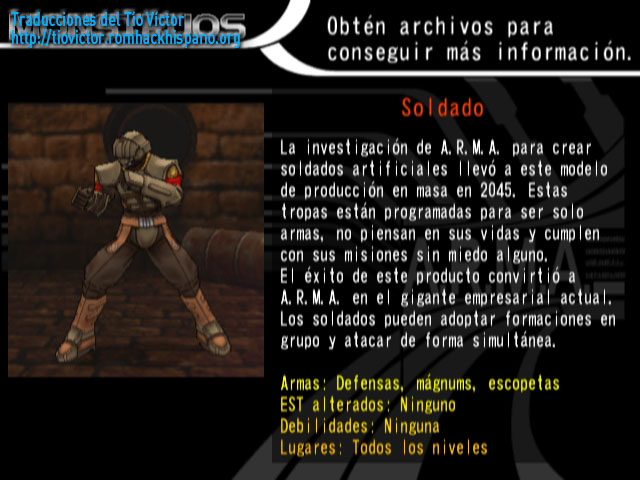 Traducciones del Tio Victor
http://tiovictor.romhackhispano.org
Obtén archivos para
conseguir más información.
Soldado
La investigación de A.R.M.A. para crear
soldados artificiales llevó a este modelo
de producción en masa en 2045. Estas
tropas están programadas para ser solo
armas, no piensan en sus vidas y cumplen
con sus misiones sin miedo alguno.
El éxito de este producto convirtió a
A.R.M.A. en el gigante empresarial actual.
Los soldados pueden adoptar formaciones en
grupo y atacar de forma simultánea.
Armas: Defensas, mágnums, escopetas
EST alterados: Ninguno
Debilidades: Ninguna
Lugares: Todos los niveles